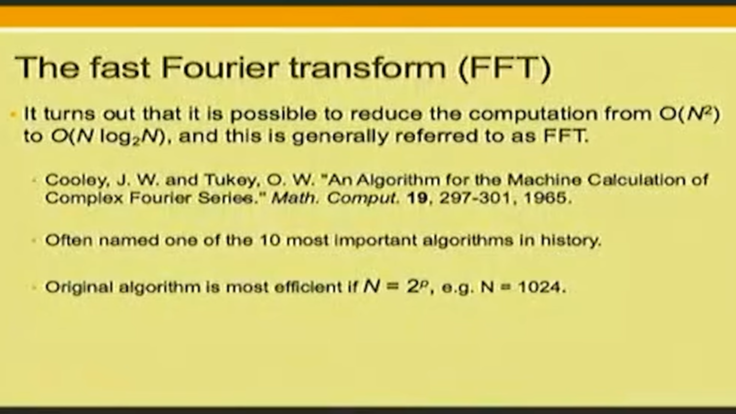 The fast Fourier transform (FFT)
It turns out that it is possible to reduce the computation from O(N²)
to O(N log₂N), and this is generally referred to as FFT.
Cooley, J. W. and Tukey, O. W. "An Algorithm for the Machine Calculation of
Complex Fourier Series." Math. Comput. 19, 297-301, 1965.
Often named one of the 10 most important algorithms in history.
Original algorithm is most efficient if N = 2ᵖ, e.g. N = 1024.